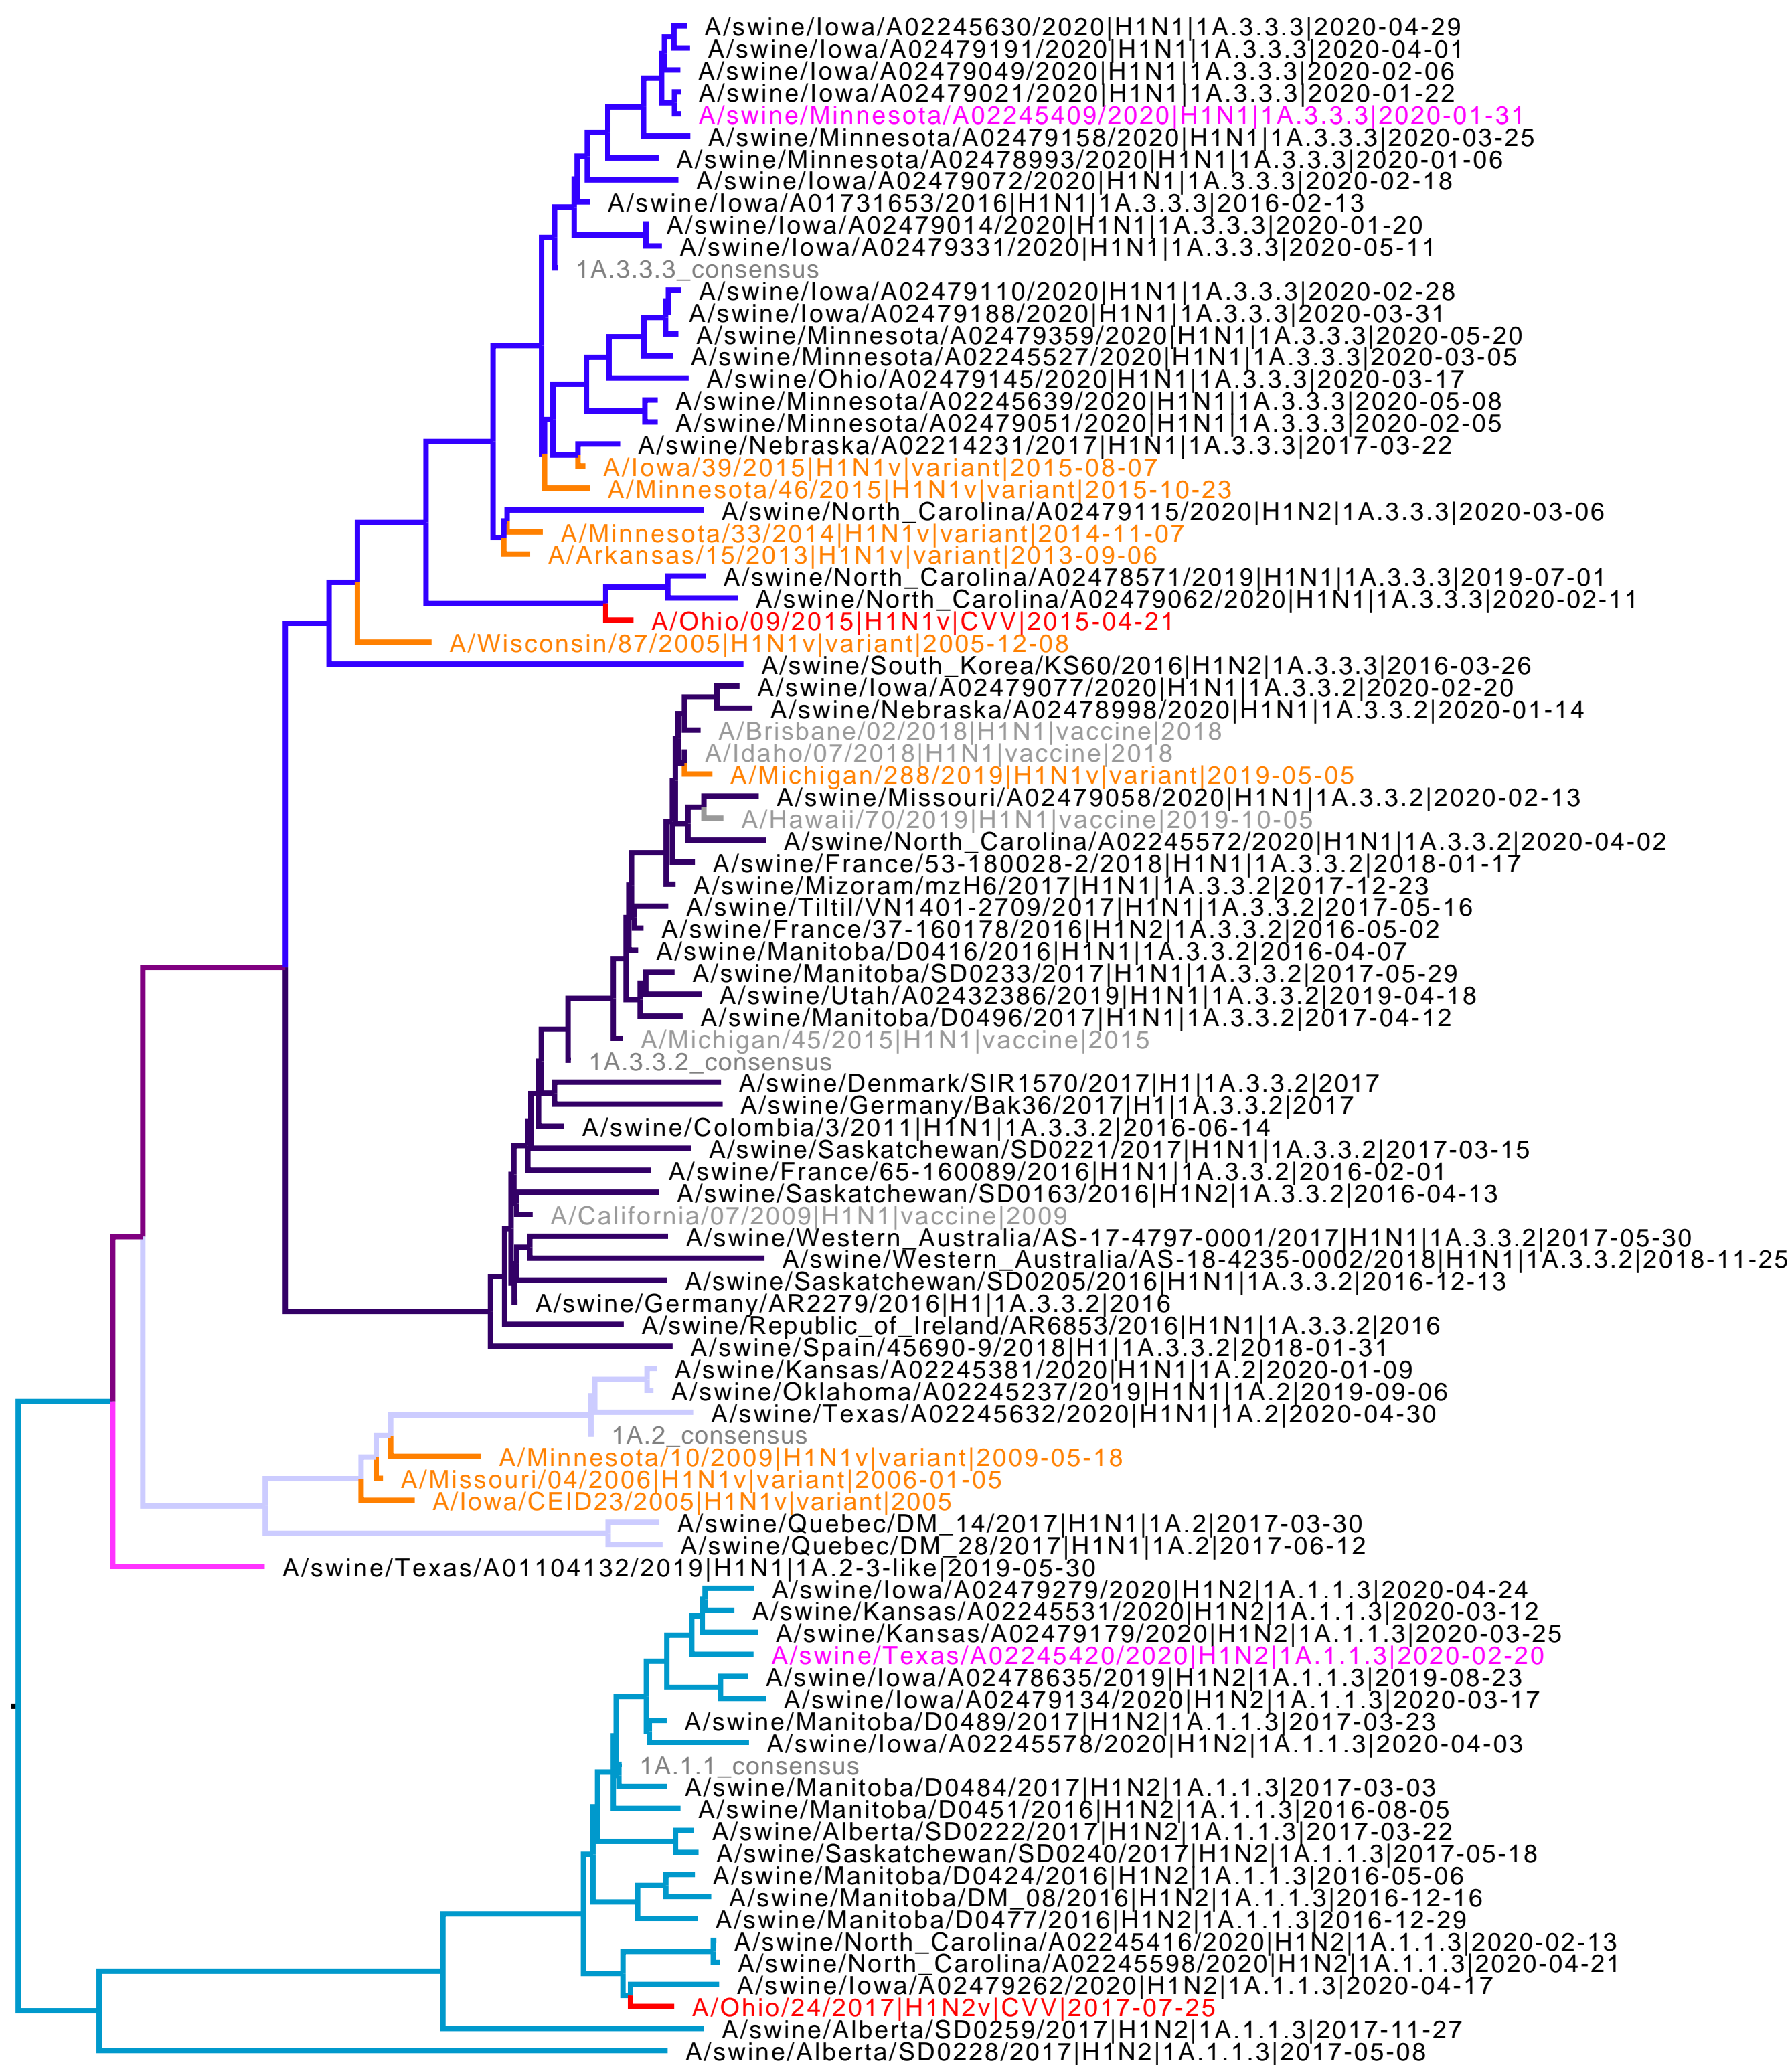 A/swine/Iowa/A02245630/2020|H1N1|1A.3.3.3|2020-04-29
A/swine/Iowa/A02479191/2020|H1N1|1A.3.3.3|2020-04-01
A/swine/Iowa/A02479049/2020|H1N1|1A.3.3.3|2020-02-06
A/swine/Iowa/A02479021/2020|H1N1|1A.3.3.3|2020-01-22
A/swine/Minnesota/A02245409/2020|H1N1|1A.3.3.3|2020-01-31
A/swine/Minnesota/A02479158/2020|H1N1|1A.3.3.3|2020-03-25
A/swine/Minnesota/A02478993/2020|H1N1|1A.3.3.3|2020-01-06
A/swine/Iowa/A02479072/2020|H1N1|1A.3.3.3|2020-02-18
A/swine/Iowa/A01731653/2016|H1N1|1A.3.3.3|2016-02-13
A/swine/Iowa/A02479014/2020|H1N1|1A.3.3.3|2020-01-20
A/swine/Iowa/A02479331/2020|H1N1|1A.3.3.3|2020-05-11
1A.3.3.3_consensus
A/swine/Iowa/A02479110/2020|H1N1|1A.3.3.3|2020-02-28
A/swine/Iowa/A02479188/2020|H1N1|1A.3.3.3|2020-03-31
A/swine/Minnesota/A02479359/2020|H1N1|1A.3.3.3|2020-05-20
A/swine/Minnesota/A02245527/2020|H1N1|1A.3.3.3|2020-03-05
A/swine/Ohio/A02479145/2020|H1N1|1A.3.3.3|2020-03-17
A/swine/Minnesota/A02245639/2020|H1N1|1A.3.3.3|2020-05-08
A/swine/Minnesota/A02479051/2020|H1N1|1A.3.3.3|2020-02-05
A/swine/Nebraska/A02214231/2017|H1N1|1A.3.3.3|2017-03-22
A/Iowa/39/2015|H1N1v|variant|2015-08-07
A/Minnesota/46/2015|H1N1v|variant|2015-10-23
A/swine/North_Carolina/A02479115/2020|H1N2|1A.3.3.3|2020-03-06
A/Minnesota/33/2014|H1N1v|variant|2014-11-07
A/Arkansas/15/2013|H1N1v|variant|2013-09-06
A/swine/North_Carolina/A02478571/2019|H1N1|1A.3.3.3|2019-07-01
A/swine/North_Carolina/A02479062/2020|H1N1|1A.3.3.3|2020-02-11
A/Ohio/09/2015|H1N1v|CVV|2015-04-21
A/Wisconsin/87/2005|H1N1v|variant|2005-12-08
A/swine/South_Korea/KS60/2016|H1N2|1A.3.3.3|2016-03-26
A/swine/Iowa/A02479077/2020|H1N1|1A.3.3.2|2020-02-20
A/swine/Nebraska/A02478998/2020|H1N1|1A.3.3.2|2020-01-14
A/Brisbane/02/2018|H1N1|vaccine|2018
A/Idaho/07/2018|H1N1|vaccine|2018
A/Michigan/288/2019|H1N1v|variant|2019-05-05
A/swine/Missouri/A02479058/2020|H1N1|1A.3.3.2|2020-02-13
A/Hawaii/70/2019|H1N1|vaccine|2019-10-05
A/swine/North_Carolina/A02245572/2020|H1N1|1A.3.3.2|2020-04-02
A/swine/France/53-180028-2/2018|H1N1|1A.3.3.2|2018-01-17
A/swine/Mizoram/mzH6/2017|H1N1|1A.3.3.2|2017-12-23
A/swine/Tiltil/VN1401-2709/2017|H1N1|1A.3.3.2|2017-05-16
A/swine/France/37-160178/2016|H1N2|1A.3.3.2|2016-05-02
A/swine/Manitoba/D0416/2016|H1N1|1A.3.3.2|2016-04-07
A/swine/Manitoba/SD0233/2017|H1N1|1A.3.3.2|2017-05-29
A/swine/Utah/A02432386/2019|H1N1|1A.3.3.2|2019-04-18
A/swine/Manitoba/D0496/2017|H1N1|1A.3.3.2|2017-04-12
A/Michigan/45/2015|H1N1|vaccine|2015
1A.3.3.2_consensus
A/swine/Denmark/SIR1570/2017|H1|1A.3.3.2|2017
A/swine/Germany/Bak36/2017|H1|1A.3.3.2|2017
A/swine/Colombia/3/2011|H1N1|1A.3.3.2|2016-06-14
A/swine/Saskatchewan/SD0221/2017|H1N1|1A.3.3.2|2017-03-15
A/swine/France/65-160089/2016|H1N1|1A.3.3.2|2016-02-01
A/swine/Saskatchewan/SD0163/2016|H1N2|1A.3.3.2|2016-04-13
A/California/07/2009|H1N1|vaccine|2009
A/swine/Western_Australia/AS-17-4797-0001/2017|H1N1|1A.3.3.2|2017-05-30
A/swine/Western_Australia/AS-18-4235-0002/2018|H1N1|1A.3.3.2|2018-11-25
A/swine/Saskatchewan/SD0205/2016|H1N1|1A.3.3.2|2016-12-13
A/swine/Germany/AR2279/2016|H1|1A.3.3.2|2016
A/swine/Republic_of_Ireland/AR6853/2016|H1N1|1A.3.3.2|2016
A/swine/Spain/45690-9/2018|H1|1A.3.3.2|2018-01-31
A/swine/Kansas/A02245381/2020|H1N1|1A.2|2020-01-09
A/swine/Oklahoma/A02245237/2019|H1N1|1A.2|2019-09-06
A/swine/Texas/A02245632/2020|H1N1|1A.2|2020-04-30
1A.2_consensus
A/Minnesota/10/2009|H1N1v|variant|2009-05-18
A/Missouri/04/2006|H1N1v|variant|2006-01-05
A/Iowa/CEID23/2005|H1N1v|variant|2005
A/swine/Quebec/DM_14/2017|H1N1|1A.2|2017-03-30
A/swine/Quebec/DM_28/2017|H1N1|1A.2|2017-06-12
A/swine/Texas/A01104132/2019|H1N1|1A.2-3-like|2019-05-30
A/swine/Iowa/A02479279/2020|H1N2|1A.1.1.3|2020-04-24
A/swine/Kansas/A02245531/2020|H1N2|1A.1.1.3|2020-03-12
A/swine/Kansas/A02479179/2020|H1N2|1A.1.1.3|2020-03-25
A/swine/Texas/A02245420/2020|H1N2|1A.1.1.3|2020-02-20
A/swine/Iowa/A02478635/2019|H1N2|1A.1.1.3|2019-08-23
A/swine/Iowa/A02479134/2020|H1N2|1A.1.1.3|2020-03-17
A/swine/Manitoba/D0489/2017|H1N2|1A.1.1.3|2017-03-23
A/swine/Iowa/A02245578/2020|H1N2|1A.1.1.3|2020-04-03
1A.1.1_consensus
A/swine/Manitoba/D0484/2017|H1N2|1A.1.1.3|2017-03-03
A/swine/Manitoba/D0451/2016|H1N2|1A.1.1.3|2016-08-05
A/swine/Alberta/SD0222/2017|H1N2|1A.1.1.3|2017-03-22
A/swine/Saskatchewan/SD0240/2017|H1N2|1A.1.1.3|2017-05-18
A/swine/Manitoba/D0424/2016|H1N2|1A.1.1.3|2016-05-06
A/swine/Manitoba/DM_08/2016|H1N2|1A.1.1.3|2016-12-16
A/swine/Manitoba/D0477/2016|H1N2|1A.1.1.3|2016-12-29
A/swine/North_Carolina/A02245416/2020|H1N2|1A.1.1.3|2020-02-13
A/swine/North_Carolina/A02245598/2020|H1N2|1A.1.1.3|2020-04-21
A/swine/Iowa/A02479262/2020|H1N2|1A.1.1.3|2020-04-17
A/Ohio/24/2017|H1N2v|CVV|2017-07-25
A/swine/Alberta/SD0259/2017|H1N2|1A.1.1.3|2017-11-27
A/swine/Alberta/SD0228/2017|H1N2|1A.1.1.3|2017-05-08